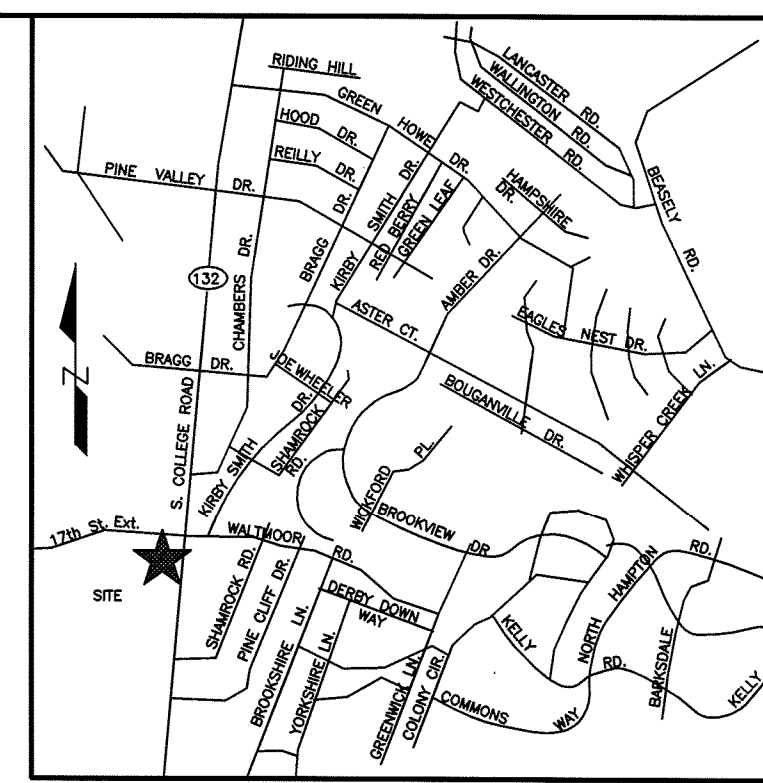 LANCASTER RD.
WALLINGTON RD.
WESTCHESTER RD.
RIDING HILL
GREEN HOWE DR.
HOOD DR.
REILLY DR.
PINE VALLEY DR.
HAMPSHIRE DR.
BEASELY RD.
BRAGG DR.
KIRBY SMITH DR.
RED BERRY
GREEN LEAF
AMBER DR.
132
CHAMBERS DR.
ASTER CT.
EAGLES NEST DR.
N
BRAGG DR.
JOE WHEELER DR.
BOUGANVILLE DR.
WHISPER CREEK LN.
S. COLLEGE ROAD
KIRBY SMITH
SHAMROCK RD.
WICKFORD PL.
BROOKVIEW DR
17th St. Ext.
WALTMOOR RD.
SITE
SHAMROCK RD.
PINE CLIFF DR.
DERBY DOWN WAY
NORTH HAMPTON RD.
BROOKSHIRE LN.
YORKSHIRE LN.
GREENWICK LN.
COLONY CIR.
KELLY RD.
COMMONS WAY
BARKSDALE
KELLY